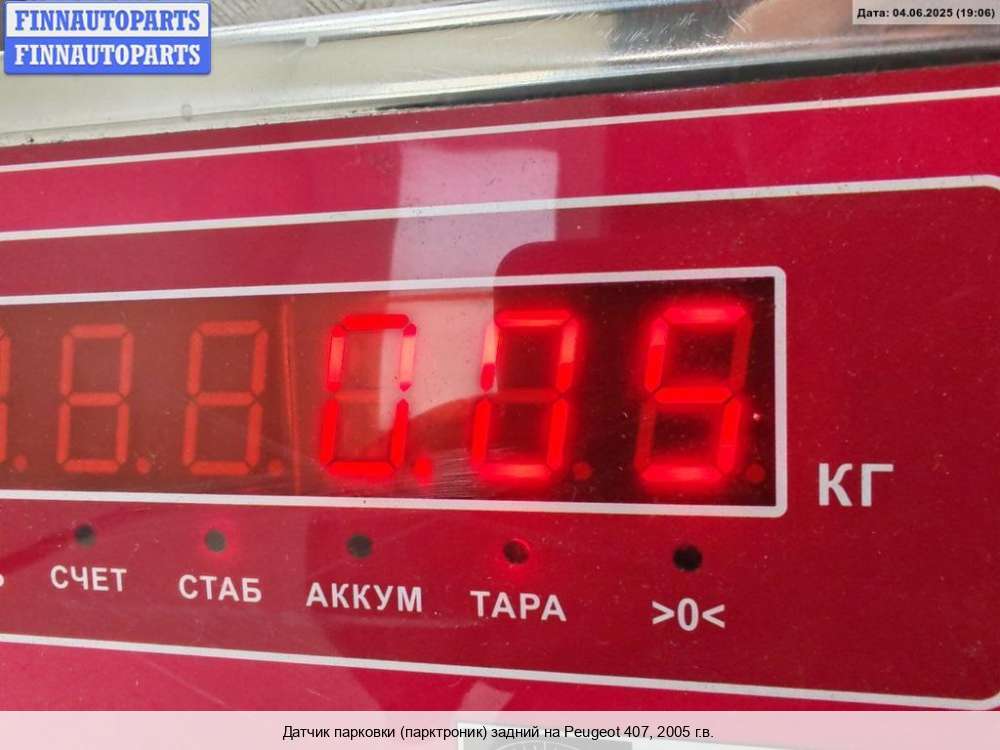 FINNAUTOPARTS
FINNAUTOPARTS
Дата: 04.06.2025 (19:06)
0.05
КГ
СЧЕТ
СТАБ
АККУМ
ТАРА
>0<
Датчик парковки (парктроник) задний на Peugeot 407, 2005 г.в.